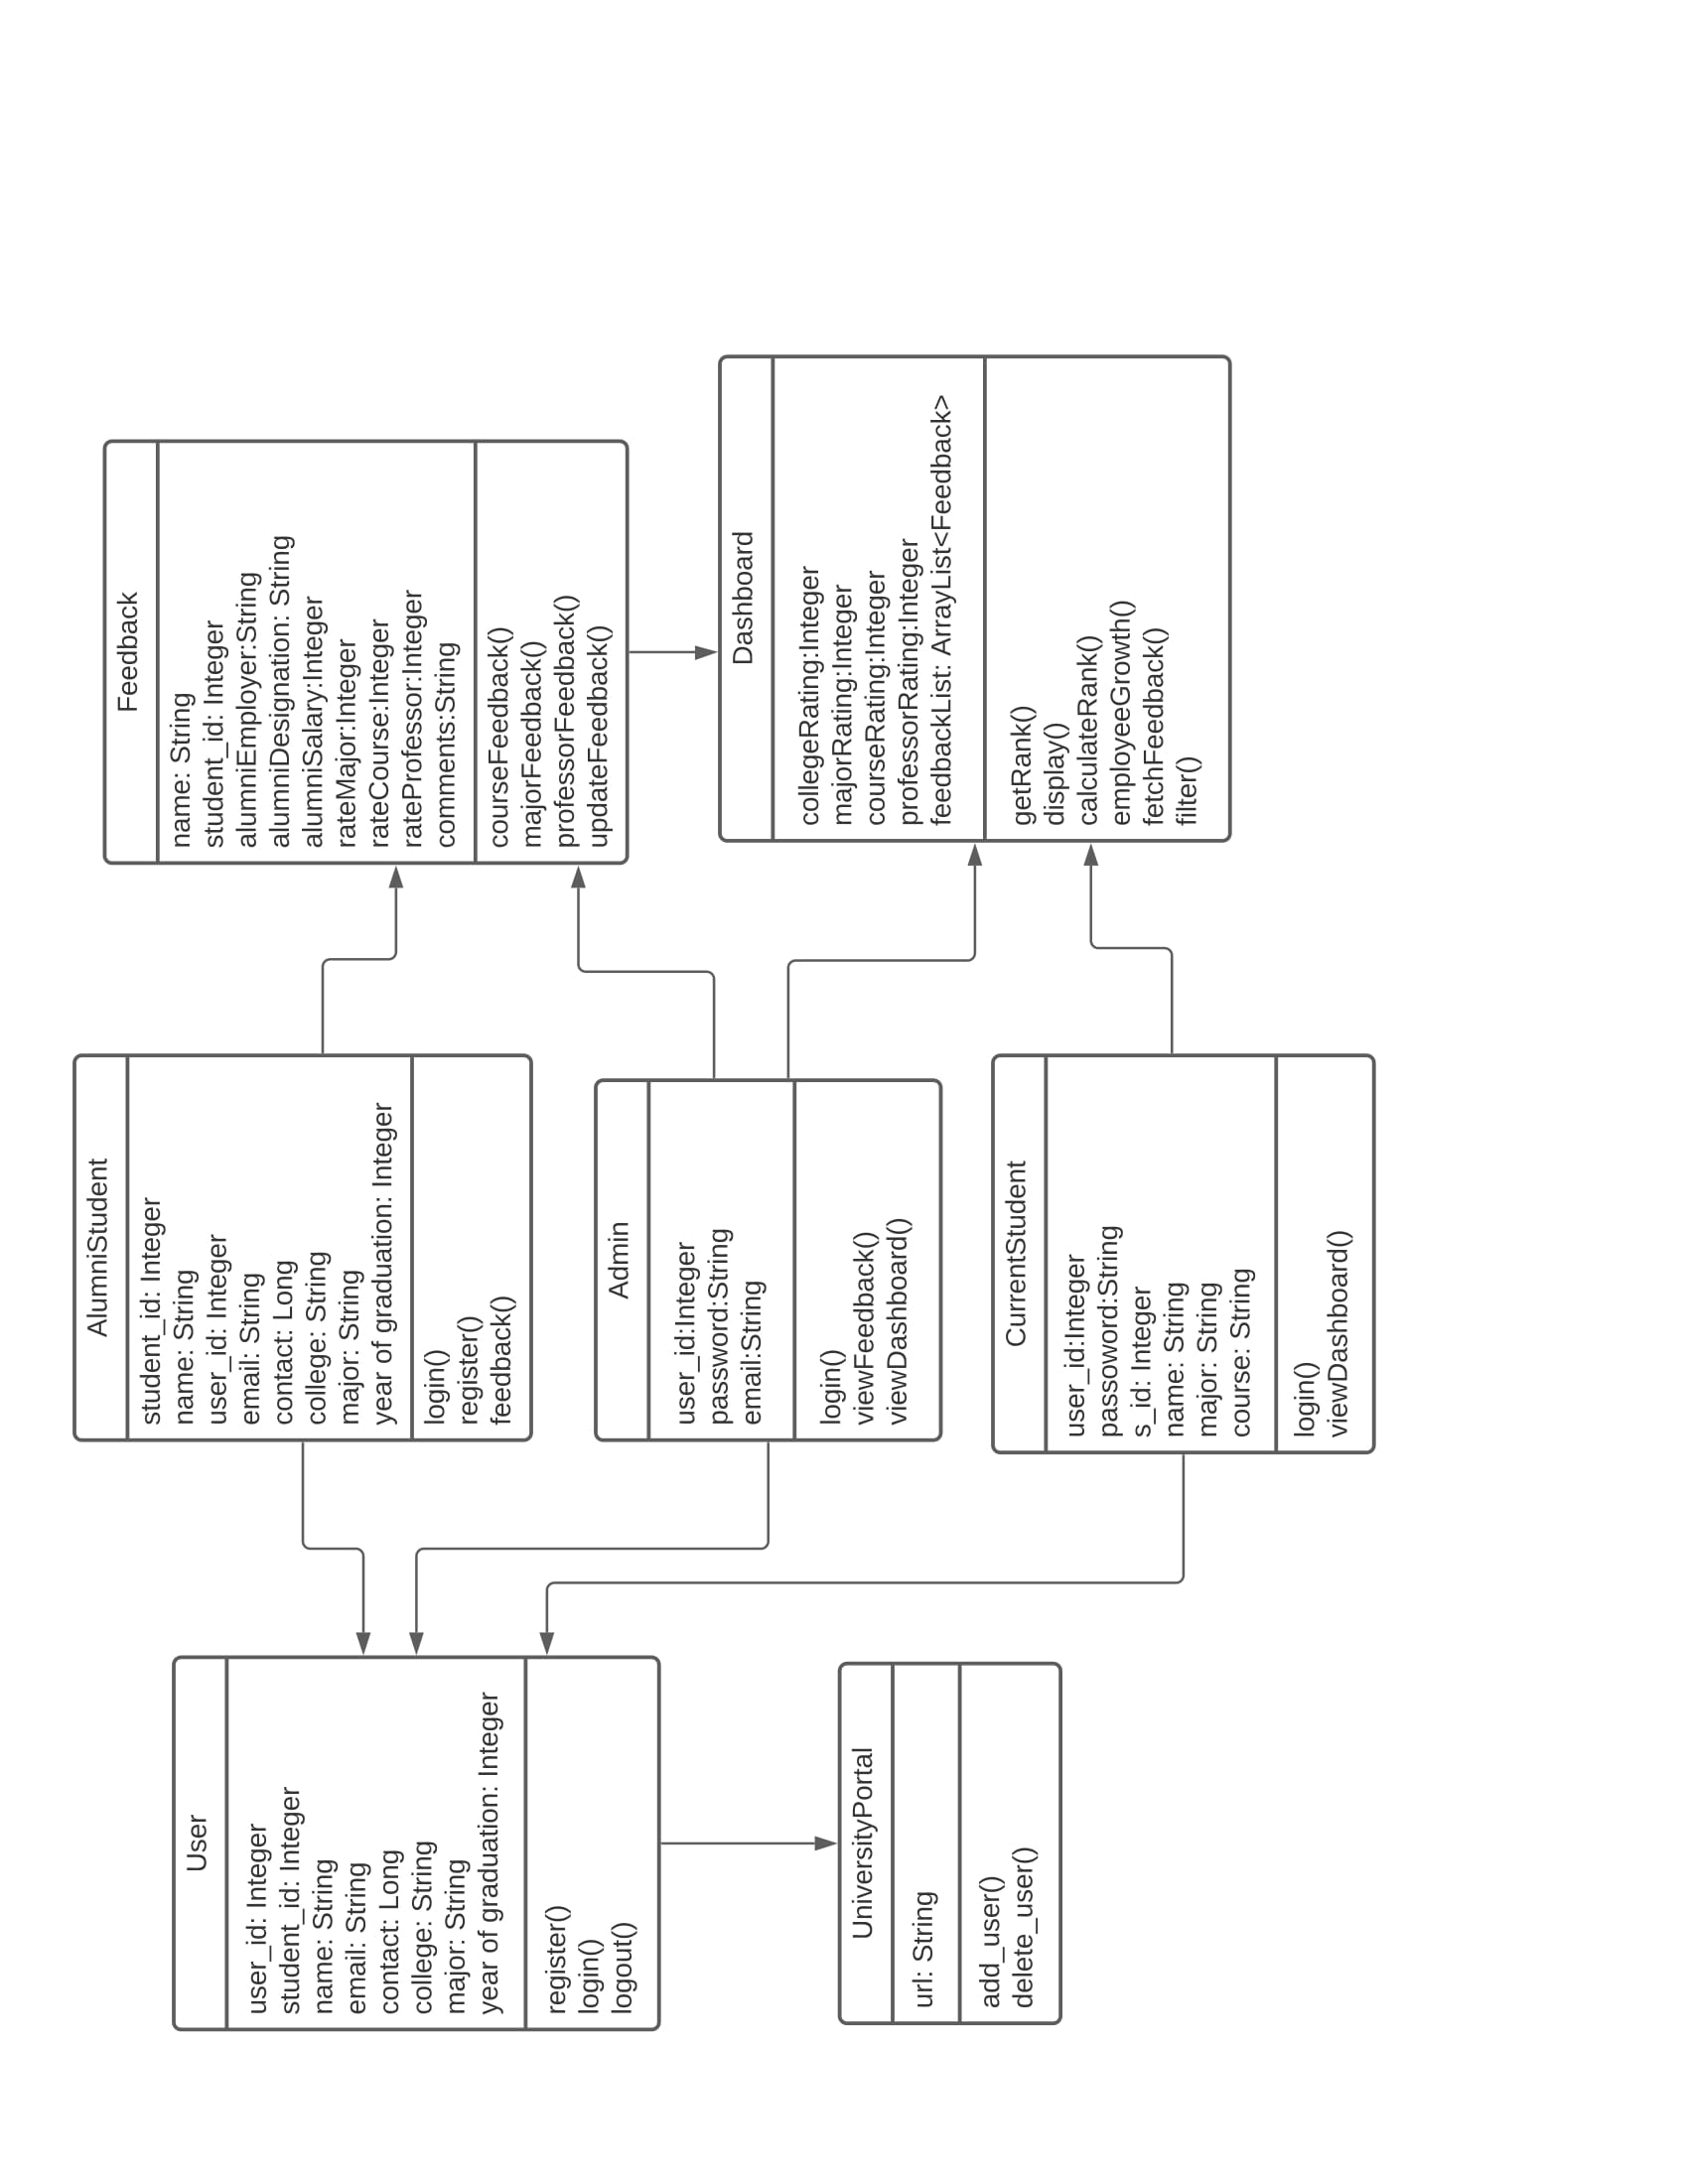 User
user_id: Integer
student_id: Integer
name: String
email: String
contact: Long
college: String
major: String
year of graduation: Integer
register()
login()
logout()
UniversityPortal
url: String
add_user()
delete_user()
AlumniStudent
student_id: Integer
name: String
user_id: Integer
email: String
contact: Long
college: String
major: String
year of graduation: Integer
login()
register()
feedback()
Admin
user_id:Integer
password:String
email:String
login()
viewFeedback()
viewDashboard()
CurrentStudent
user_id:Integer
passoword:String
s_id: Integer
name: String
major: String
course: String
login()
viewDashboard()
Feedback
name: String
student_id: Integer
alumniEmployer:String
alumniDesignation: String
alumniSalary:Integer
rateMajor:Integer
rateCourse:Integer
rateProfessor:Integer
comments:String
courseFeedback()
majorFeedback()
professorFeedback()
updateFeedback()
Dashboard
collegeRating:Integer
majorRating:Integer
courseRating:Integer
professorRating:Integer
feedbackList: ArrayList<Feedback>
getRank()
display()
calculateRank()
employeeGrowth()
fetchFeedback()
filter()